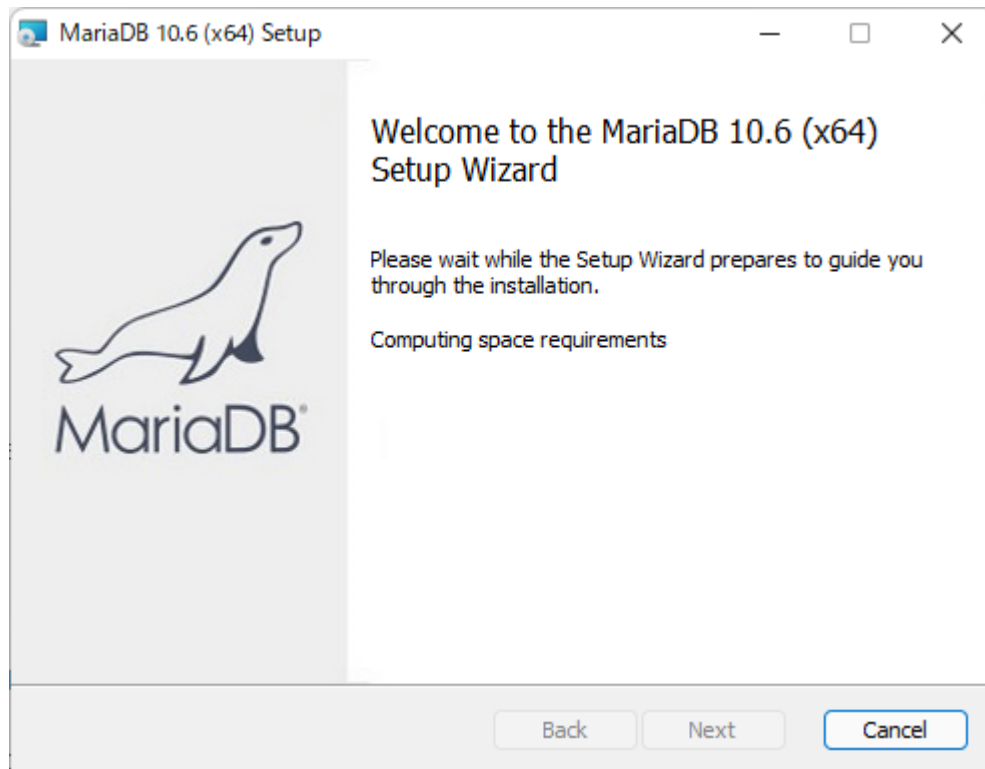 MariaDB 10.6 (x64) Setup
Welcome to the MariaDB 10.6 (x64)
Setup Wizard
Please wait while the Setup Wizard prepares to guide you
through the installation.
Computing space requirements
MariaDB®
Back
Next
Cancel